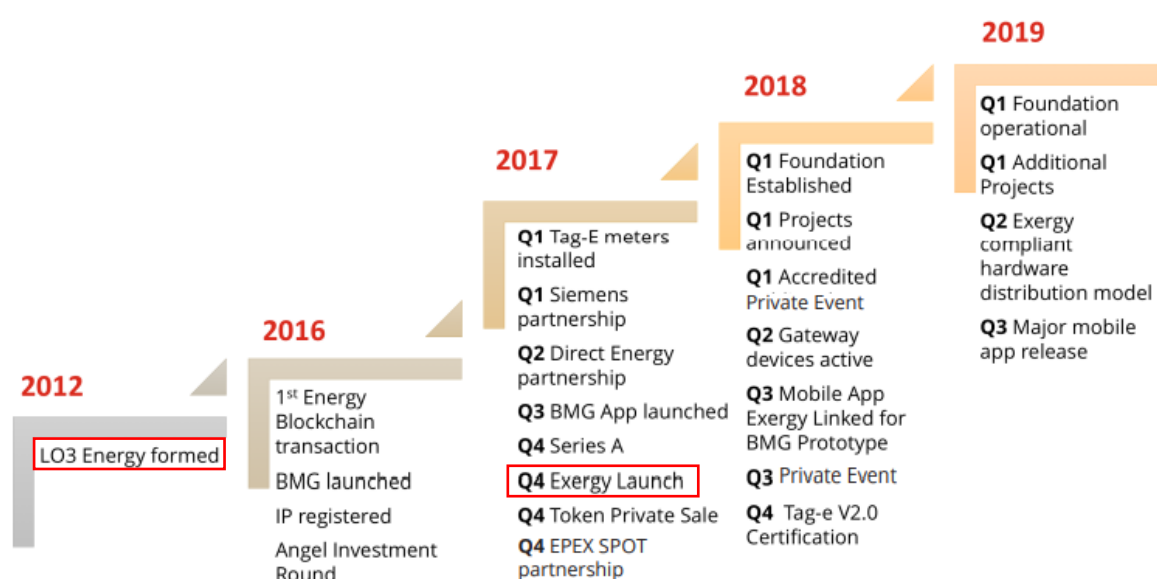 2012
LO3 Energy formed
2016
1st Energy
Blockchain
transaction
BMG launched
IP registered
Angel Investment
Round
2017
Q1 Tag-E meters
installed
Q1 Siemens
partnership
Q2 Direct Energy
partnership
Q3 BMG App launched
Q4 Series A
Q4 Exergy Launch
Q4 Token Private Sale
Q4 EPEX SPOT
partnership
2018
Q1 Foundation
Established
Q1 Projects
announced
Q1 Accredited
Private Event
Q2 Gateway
devices active
Q3 Mobile App
Exergy Linked for
BMG Prototype
Q3 Private Event
Q4 Tag-e V2.0
Certification
2019
Q1 Foundation
operational
Q1 Additional
Projects
Q2 Exergy
compliant
hardware
distribution model
Q3 Major mobile
app release